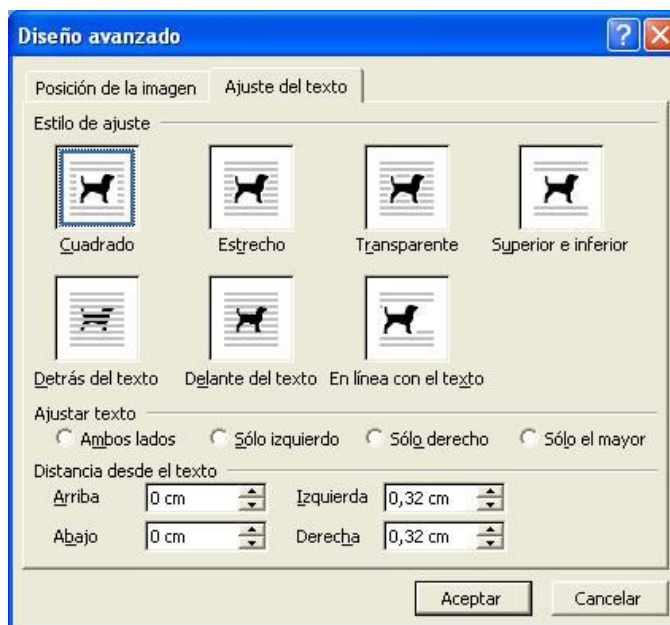 Diseño avanzado
Posición de la imagen Ajuste del texto
Estilo de ajuste
Cuadrado Estrecho Transparente Superior e inferior
Detrás del texto Delante del texto En línea con el texto
Ajustar texto
Ambos lados Sólo izquierdo Sólo derecho Sólo el mayor
Distancia desde el texto
Arriba 0 cm Izquierda 0,32 cm
Abajo 0 cm Derecha 0,32 cm
Aceptar Cancelar